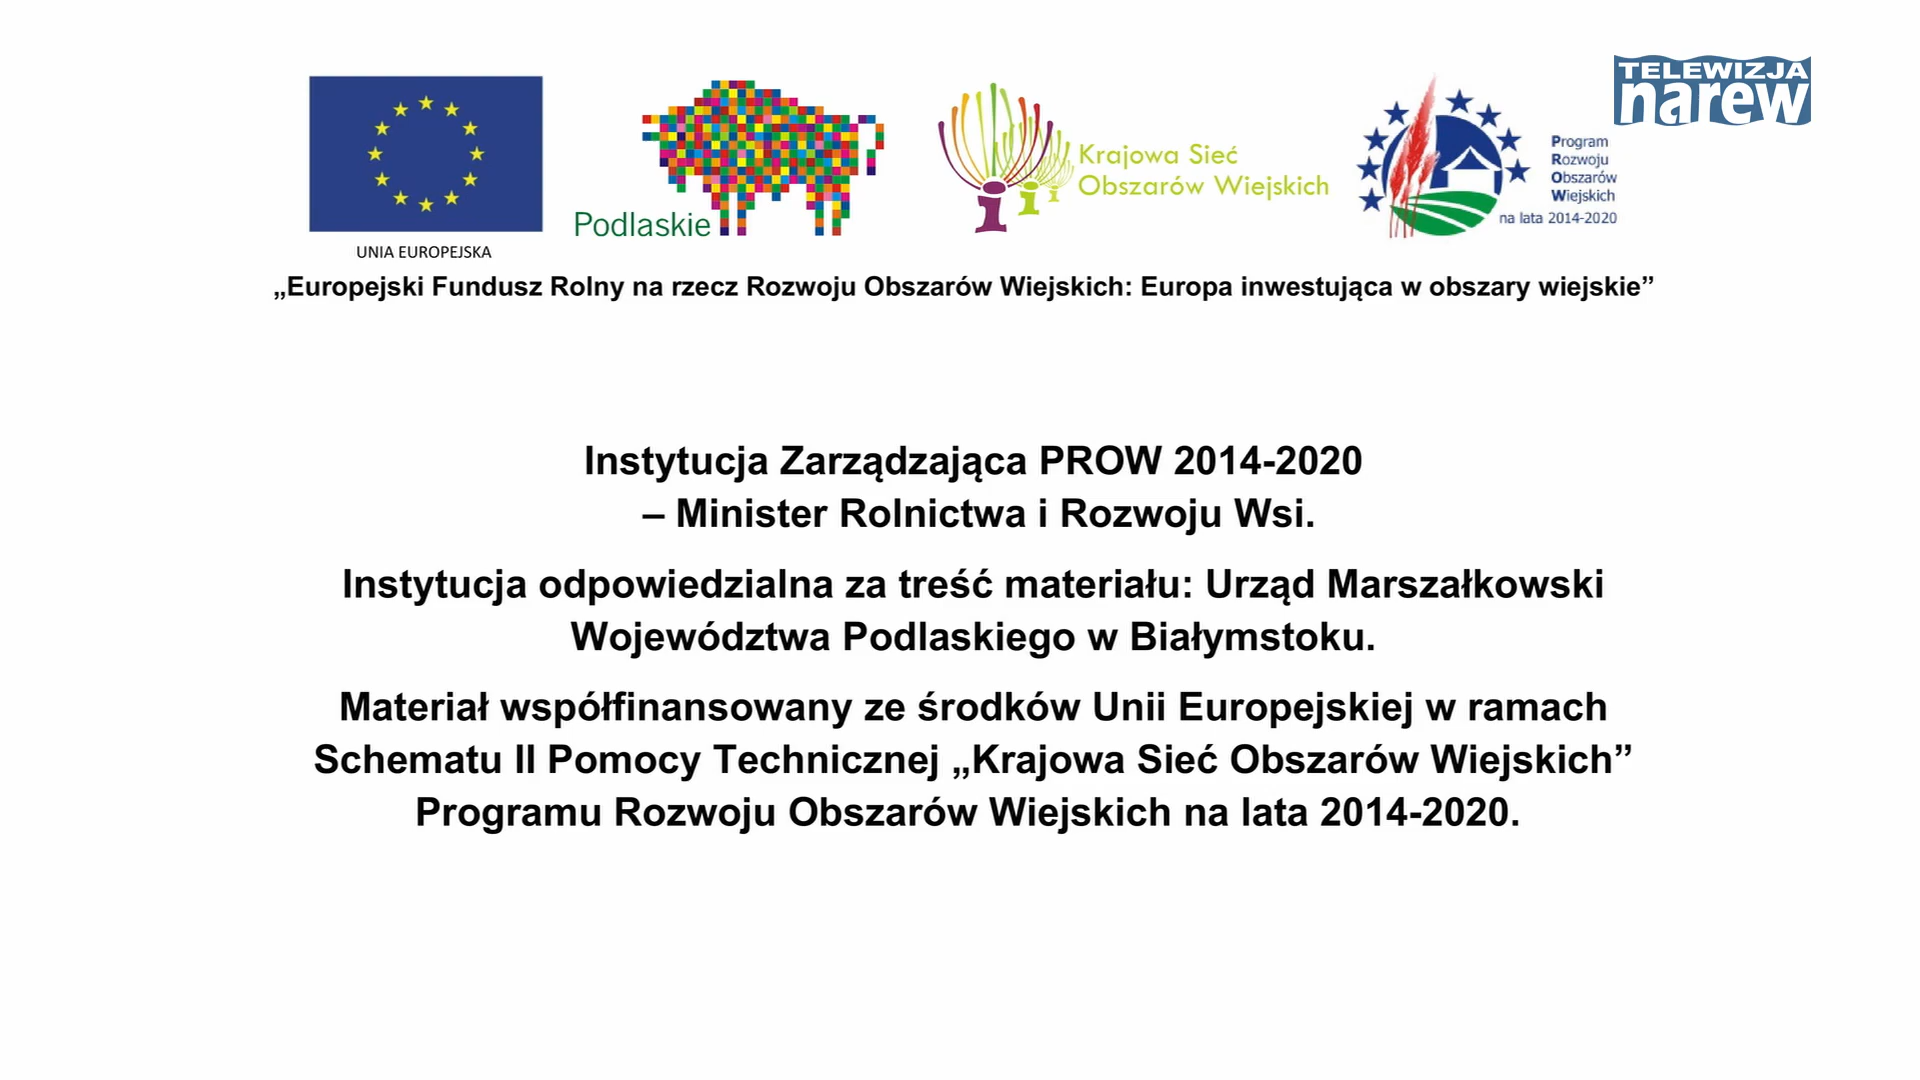 TELEWIZJA
narew
UNIA EUROPEJSKA
Podlaskie
Krajowa Sieć
Obszarów Wiejskich
Program
Rozwoju
Obszarów
Wiejskich
na lata 2014-2020
„Europejski Fundusz Rolny na rzecz Rozwoju Obszarów Wiejskich: Europa inwestująca w obszary wiejskie”
Instytucja Zarządzająca PROW 2014-2020
– Minister Rolnictwa i Rozwoju Wsi.
Instytucja odpowiedzialna za treść materiału: Urząd Marszałkowski
Województwa Podlaskiego w Białymstoku.
Materiał współfinansowany ze środków Unii Europejskiej w ramach
Schematu II Pomocy Technicznej „Krajowa Sieć Obszarów Wiejskich”
Programu Rozwoju Obszarów Wiejskich na lata 2014-2020.